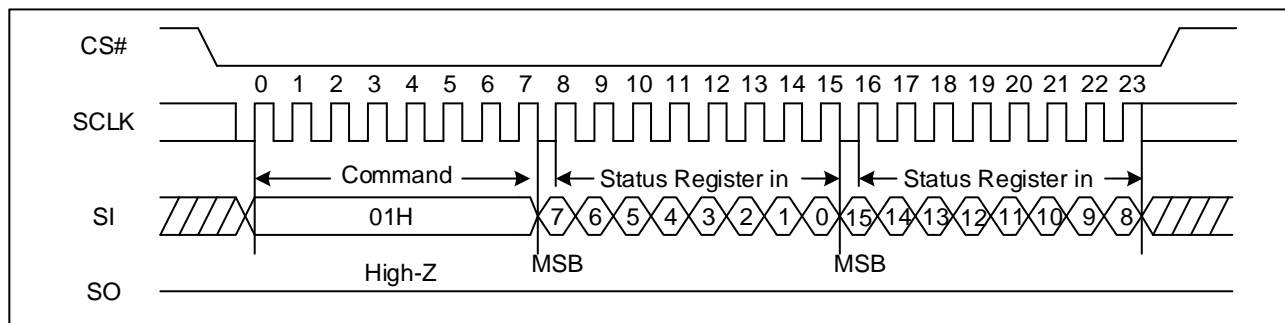 CS#
0 1 2 3 4 5 6 7 8 9 10 11 12 13 14 15 16 17 18 19 20 21 22 23
SCLK
Command Status Register in Status Register in
SI 01H 7 6 5 4 3 2 1 0 15 14 13 12 11 10 9 8
MSB MSB
High-Z
SO